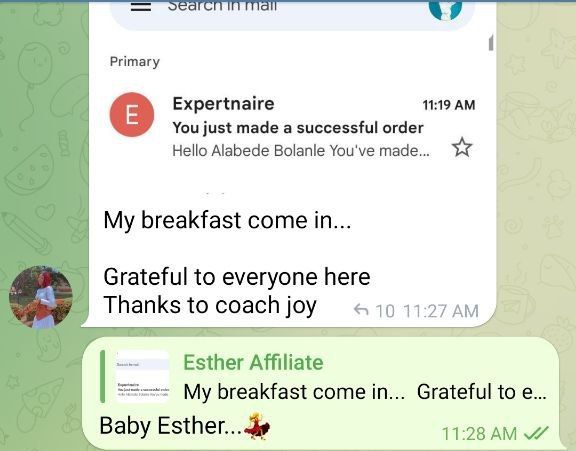 Search in mail
Primary
E
Expertnaire
11:19 AM
You just made a successful order
Hello Alabede Bolanle You've made...
My breakfast come in...
Grateful to everyone here
Thanks to coach joy
10 11:27 AM
Esther Affiliate
My breakfast come in... Grateful to e...
Baby Esther...
11:28 AM